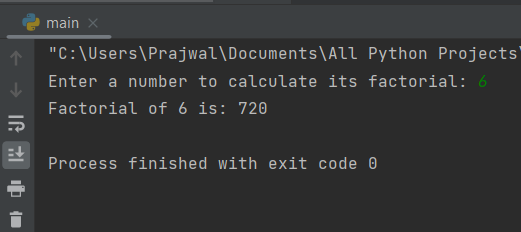 main
"C:\Users\Prajwal\Documents\All Python Projects\
Enter a number to calculate its factorial: 6
Factorial of 6 is: 720
Process finished with exit code 0